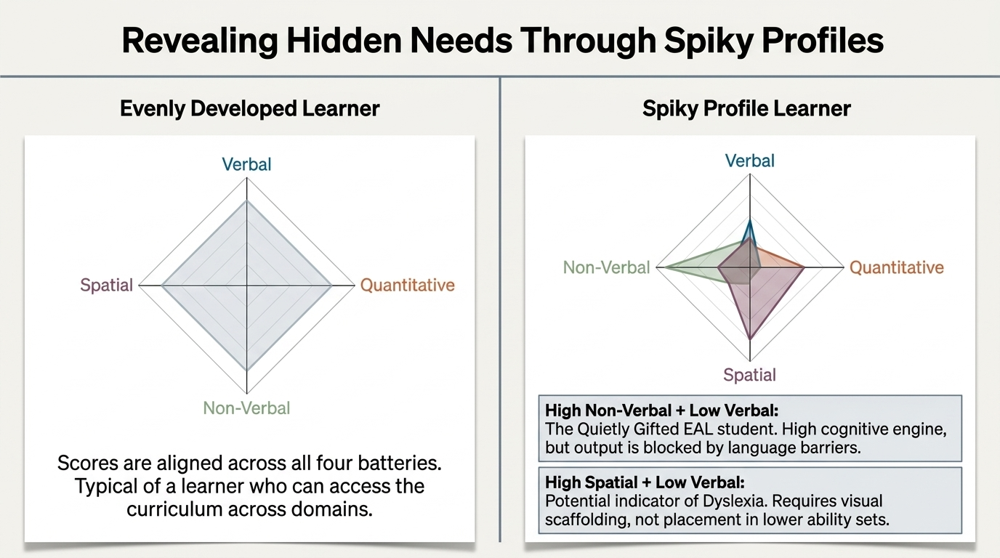 Revealing Hidden Needs Through Spiky Profiles
Evenly Developed Learner
Verbal
Spatial
Quantitative
Non-Verbal
Scores are aligned across all four batteries.
Typical of a learner who can access the
curriculum across domains.
Spiky Profile Learner
Verbal
Non-Verbal
Quantitative
Spatial
High Non-Verbal + Low Verbal:
The Quietly Gifted EAL student. High cognitive engine,
but output is blocked by language barriers.
High Spatial + Low Verbal:
Potential indicator of Dyslexia. Requires visual
scaffolding, not placement in lower ability sets.